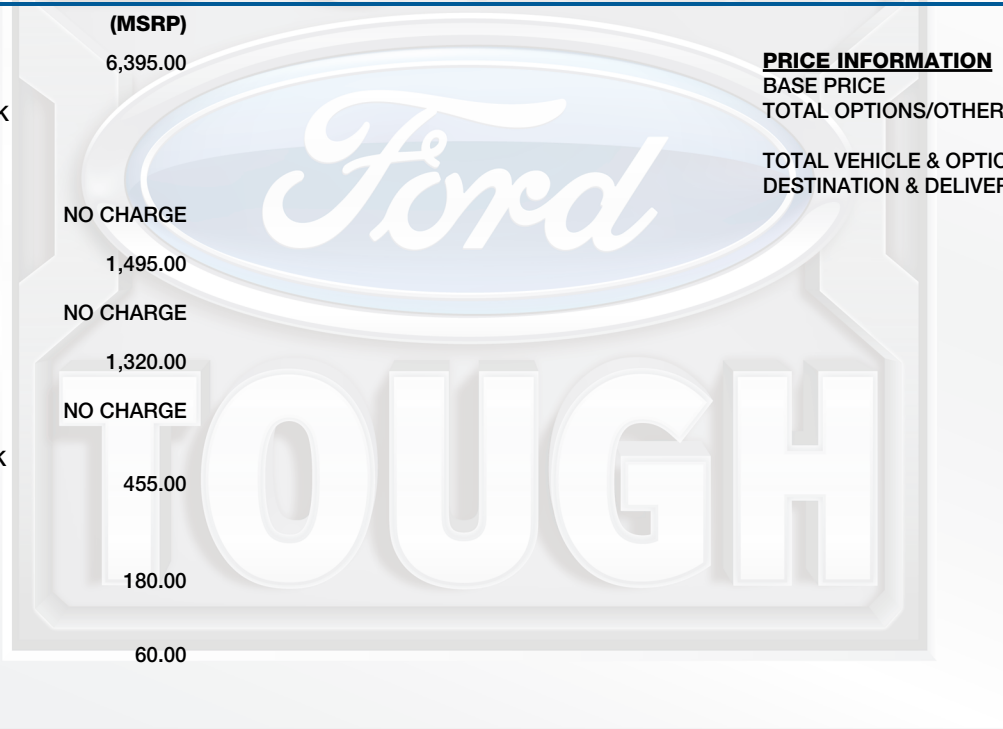 (MSRP)
6,395.00
K
NO CHARGE
1,495.00
NO CHARGE
1,320.00
NO CHARGE
K
455.00
180.00
60.00
PRICE INFORMATION
BASE PRICE
TOTAL OPTIONS/OTHER
TOTAL VEHICLE & OPTIO
DESTINATION & DELIVER
Ford
TOUGH